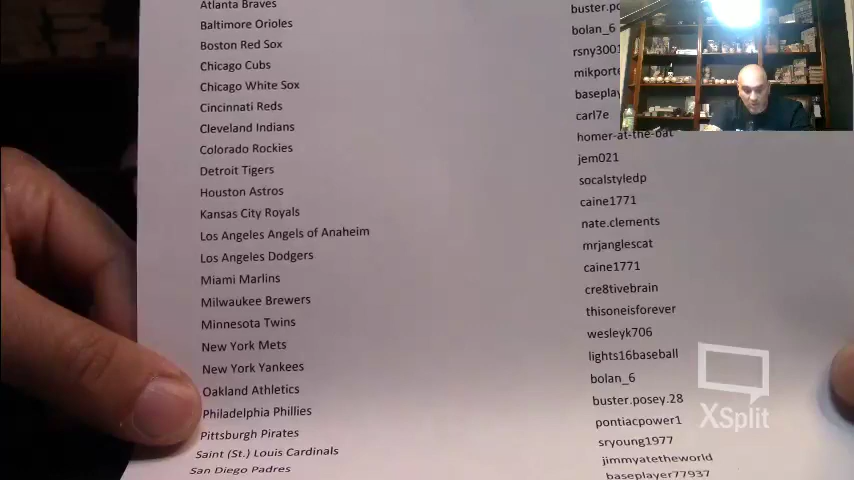 Atlanta Braves buster.po
Baltimore Orioles bolan_6
Boston Red Sox rsny3001
Chicago Cubs mikporte
Chicago White Sox baseplay
Cincinnati Reds carl7e
Cleveland Indians homer-at-the-bat
Colorado Rockies jem021
Detroit Tigers socalstyledp
Houston Astros caine1771
Kansas City Royals nate.clements
Los Angeles Angels of Anaheim mrjanglescat
Los Angeles Dodgers caine1771
Miami Marlins cre8tivebrain
Milwaukee Brewers thisoneisforever
Minnesota Twins wesleyk706
New York Mets lights16baseball
New York Yankees bolan_6
Oakland Athletics buster.posey.28
Philadelphia Phillies pontiacpower1
Pittsburgh Pirates sryoung1977
Saint (St.) Louis Cardinals jimmyatetheworld
San Diego Padres baseplayer77937
XSplit